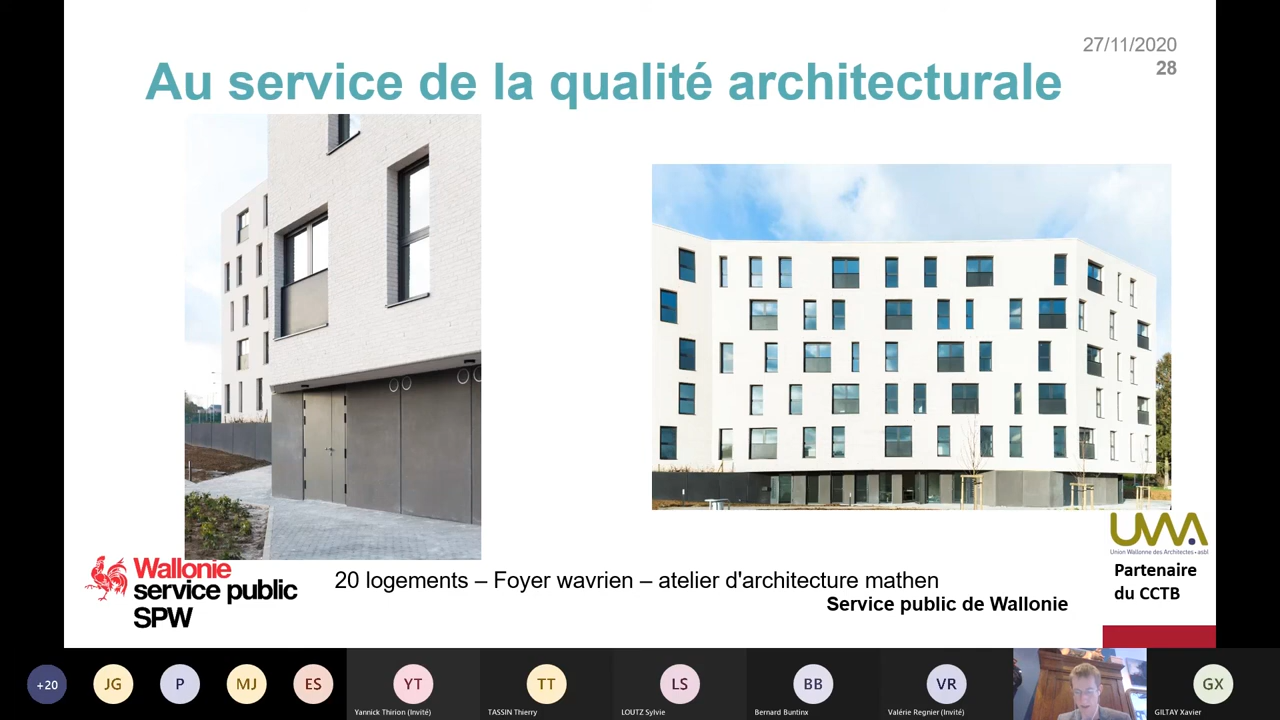 27/11/2020
28
Au service de la qualité architecturale
UWA
Union Wallonne des Architectes • asbl
Partenaire
du CCTB
Wallonie
service public
SPW
20 logements – Foyer wavrien – atelier d'architecture mathen
Service public de Wallonie
+20
JG
P
MJ
ES
YT
TT
LS
BB
VR
GX
Yannick Thirion (Invité)
TASSIN Thierry
LOUTZ Sylvie
Bernard Buntinx
Valérie Regnier (Invité)
GILTAY Xavier